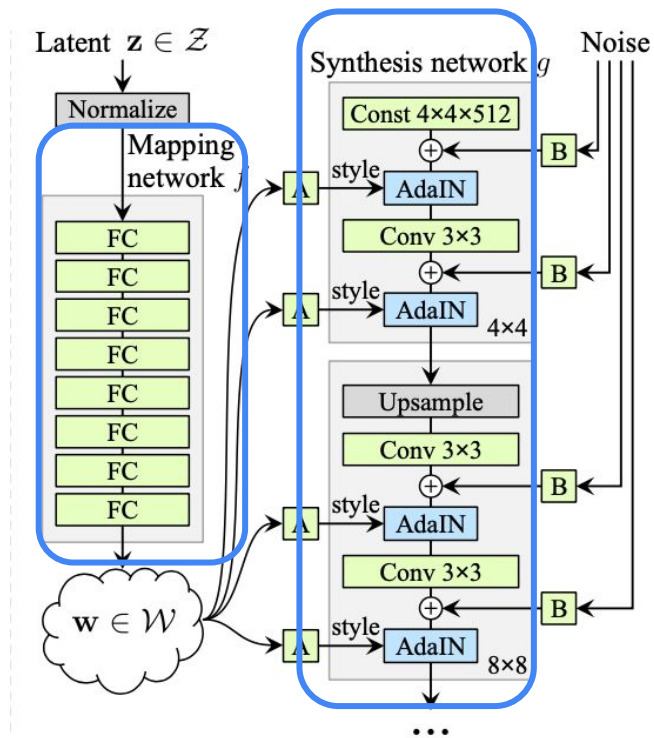 Latent z ∈ Z
Normalize
Mapping
network f
FC
FC
FC
FC
FC
FC
FC
FC
w ∈ W
Synthesis network g
Noise
Const 4×4×512
B
A
style
AdaIN
Conv 3×3
B
A
style
AdaIN
4×4
Upsample
Conv 3×3
B
A
style
AdaIN
Conv 3×3
B
A
style
AdaIN
8×8
...